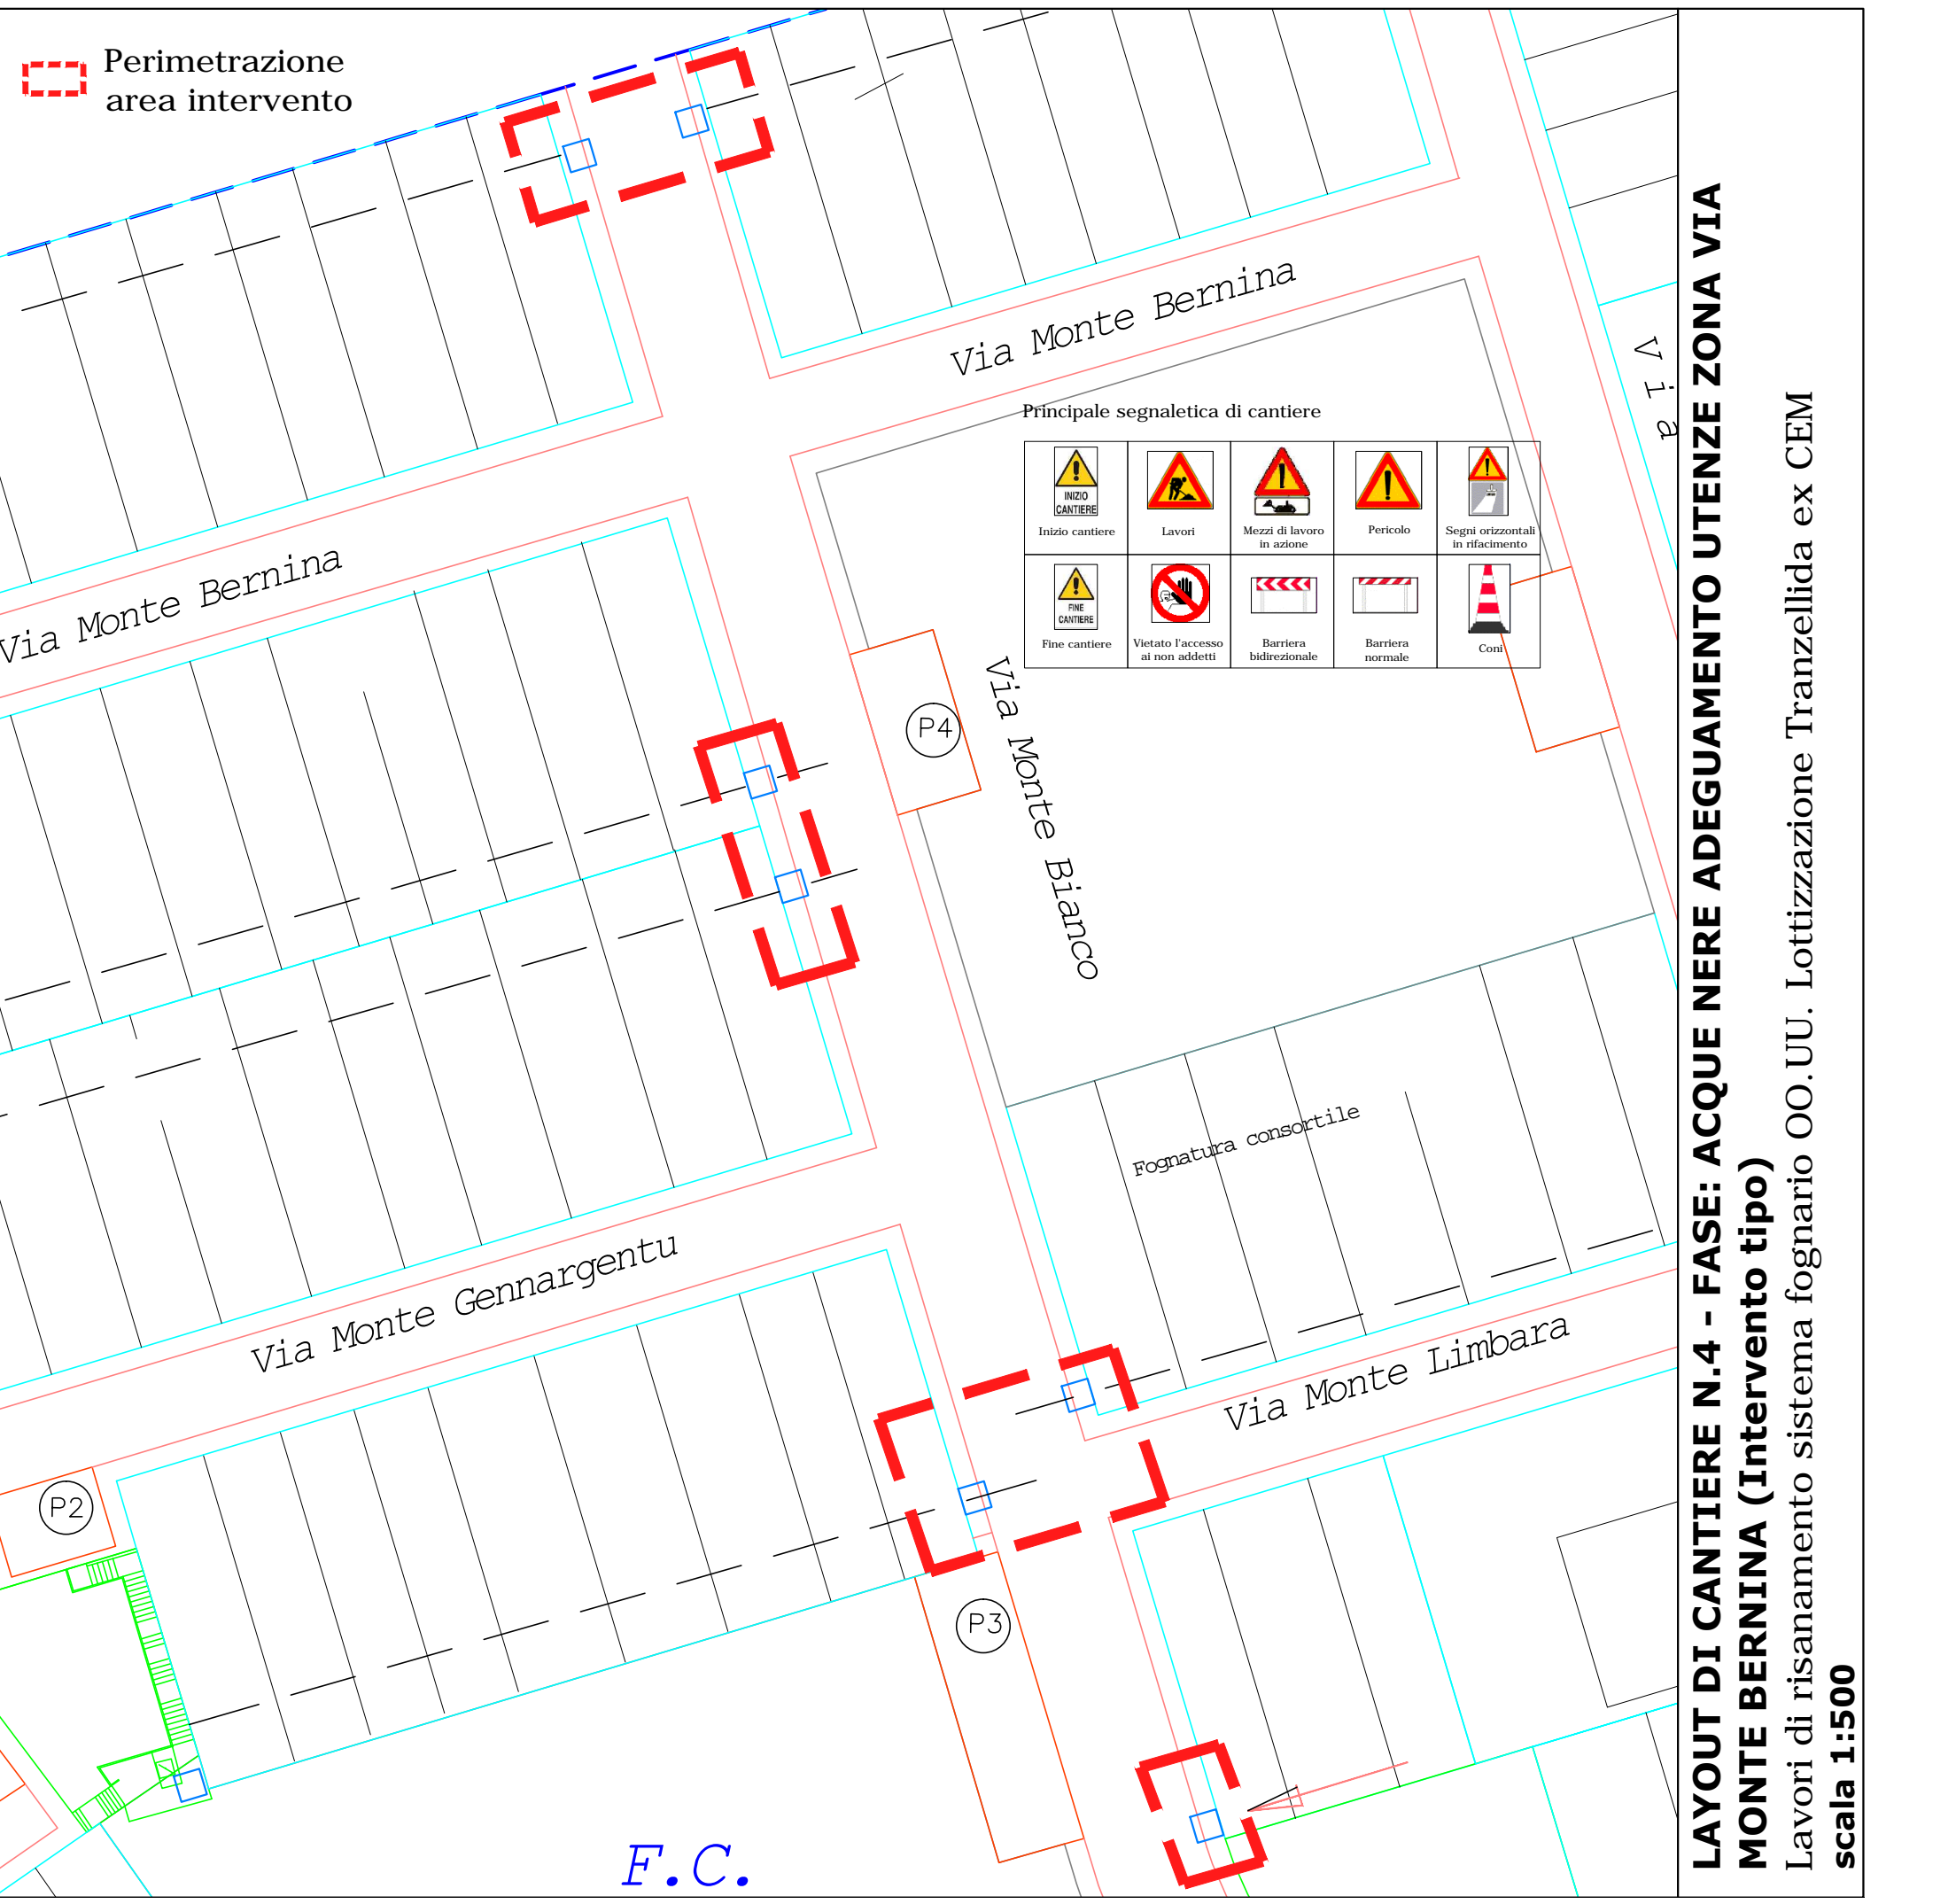 Perimetrazione
area intervento
Via Monte Bernina
Principale segnaletica di cantiere
INIZIO
CANTIERE
Inizio cantiere
Lavori
Mezzi di lavoro
in azione
Pericolo
Segni orizzontali
in rifacimento
FINE
CANTIERE
Fine cantiere
Vietato l'accesso
ai non addetti
Barriera
bidirezionale
Barriera
normale
Coni
Via
Via Monte Bernina
P4
Via Monte Bianco
Fognatura consortile
Via Monte Gennargentu
Via Monte Limbara
P2
P3
F.C.
LAYOUT DI CANTIERE N.4 - FASE: ACQUE NERE ADEGUAMENTO UTENZE ZONA VIA
MONTE BERNINA (Intervento tipo)
Lavori di risanamento sistema fognario OO.UU. Lottizzazione Tranzellida ex CEM
scala 1:500